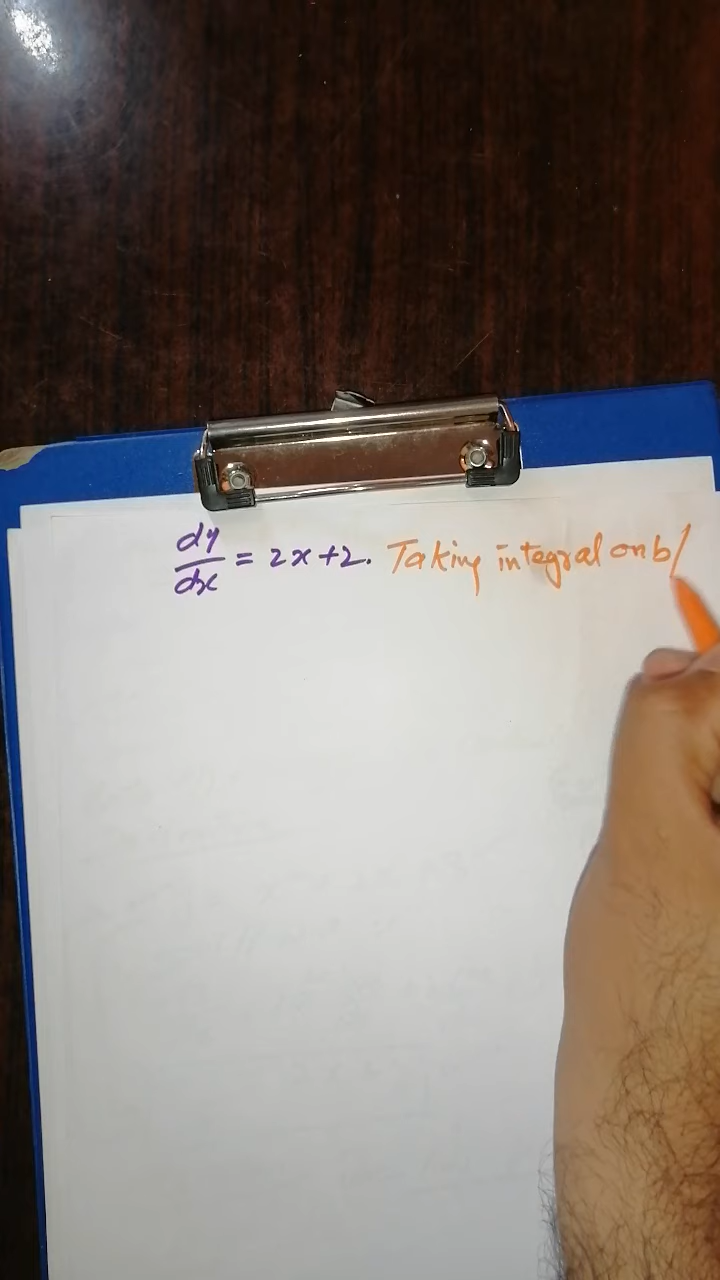 dy/dx = 2x+2. Taking integral on b/